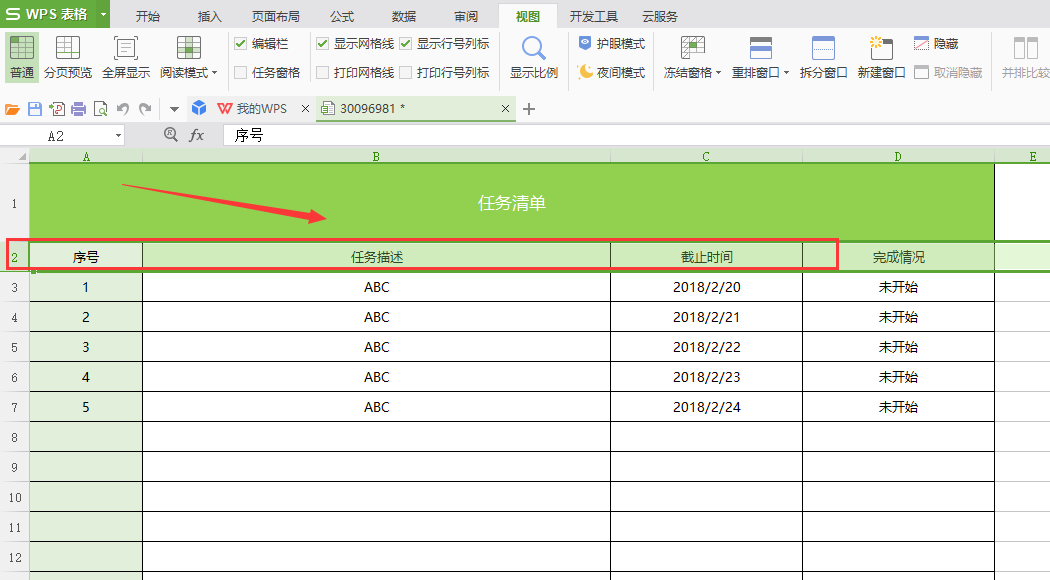 S WPS 表格 开始 插入 页面布局 公式 数据 审阅 视图 开发工具 云服务
编辑栏 显示网格线 显示行号列标 护眼模式 隐藏
普通 分页预览 全屏显示 阅读模式 任务窗格 打印网格线 打印行号列标 显示比例 夜间模式 冻结窗格 重排窗口 拆分窗口 新建窗口 取消隐藏 并排比较
我的WPS × 30096981 * × +
A2 fx 序号
A B C D E
1 任务清单
2 序号 任务描述 截止时间 完成情况
3 1 ABC 2018/2/20 未开始
4 2 ABC 2018/2/21 未开始
5 3 ABC 2018/2/22 未开始
6 4 ABC 2018/2/23 未开始
7 5 ABC 2018/2/24 未开始
8
9
10
11
12